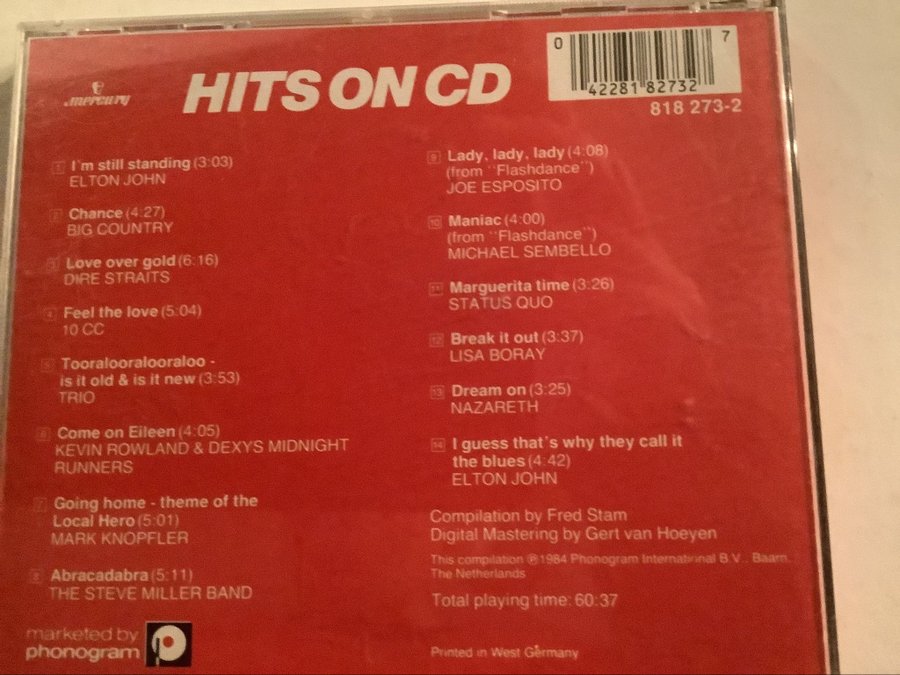 mercury
HITS ON CD
0 42281 82732 7
818 273-2
1 I'm still standing (3:03)
ELTON JOHN
2 Chance (4:27)
BIG COUNTRY
3 Love over gold (6:16)
DIRE STRAITS
4 Feel the love (5:04)
10 CC
5 Tooralooralooraloo -
is it old & is it new (3:53)
TRIO
6 Come on Eileen (4:05)
KEVIN ROWLAND & DEXYS MIDNIGHT
RUNNERS
7 Going home - theme of the
Local Hero (5:01)
MARK KNOPFLER
8 Abracadabra (5:11)
THE STEVE MILLER BAND
9 Lady, lady, lady (4:08)
(from "Flashdance")
JOE ESPOSITO
10 Maniac (4:00)
(from "Flashdance")
MICHAEL SEMBELLO
11 Marguerita time (3:26)
STATUS QUO
12 Break it out (3:37)
LISA BORAY
13 Dream on (3:25)
NAZARETH
14 I guess that's why they call it
the blues (4:42)
ELTON JOHN
Compilation by Fred Stam
Digital Mastering by Gert van Hoeyen
This compilation ℗ 1984 Phonogram International B.V., Baarn,
The Netherlands
Total playing time: 60:37
marketed by
phonogram
Printed in West Germany